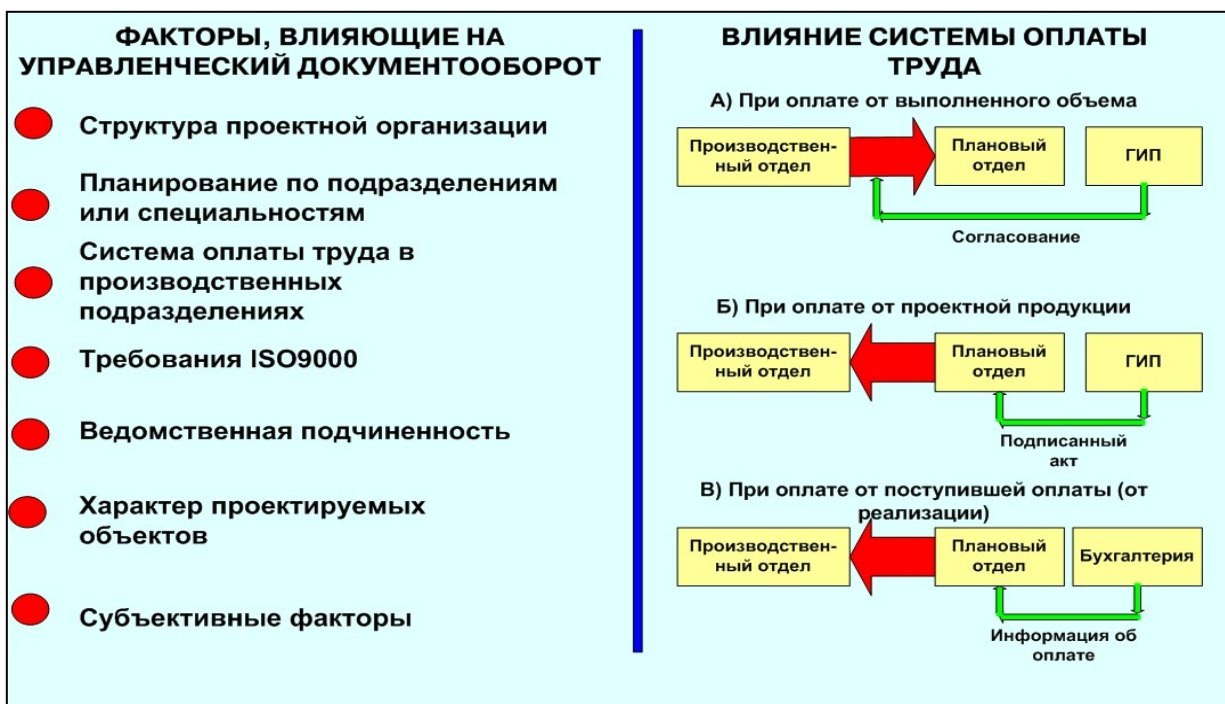 ФАКТОРЫ, ВЛИЯЮЩИЕ НА
УПРАВЛЕНЧЕСКИЙ ДОКУМЕНТООБОРОТ
Структура проектной организации
Планирование по подразделениям
или специальностям
Система оплаты труда в
производственных
подразделениях
Требования ISO9000
Ведомственная подчиненность
Характер проектируемых
объектов
Субъективные факторы
ВЛИЯНИЕ СИСТЕМЫ ОПЛАТЫ
ТРУДА
А) При оплате от выполненного объема
Производствен-
ный отдел
Плановый
отдел
ГИП
Согласование
Б) При оплате от проектной продукции
Производствен-
ный отдел
Плановый
отдел
ГИП
Подписанный
акт
В) При оплате от поступившей оплаты (от
реализации)
Производствен-
ный отдел
Плановый
отдел
Бухгалтерия
Информация об
оплате